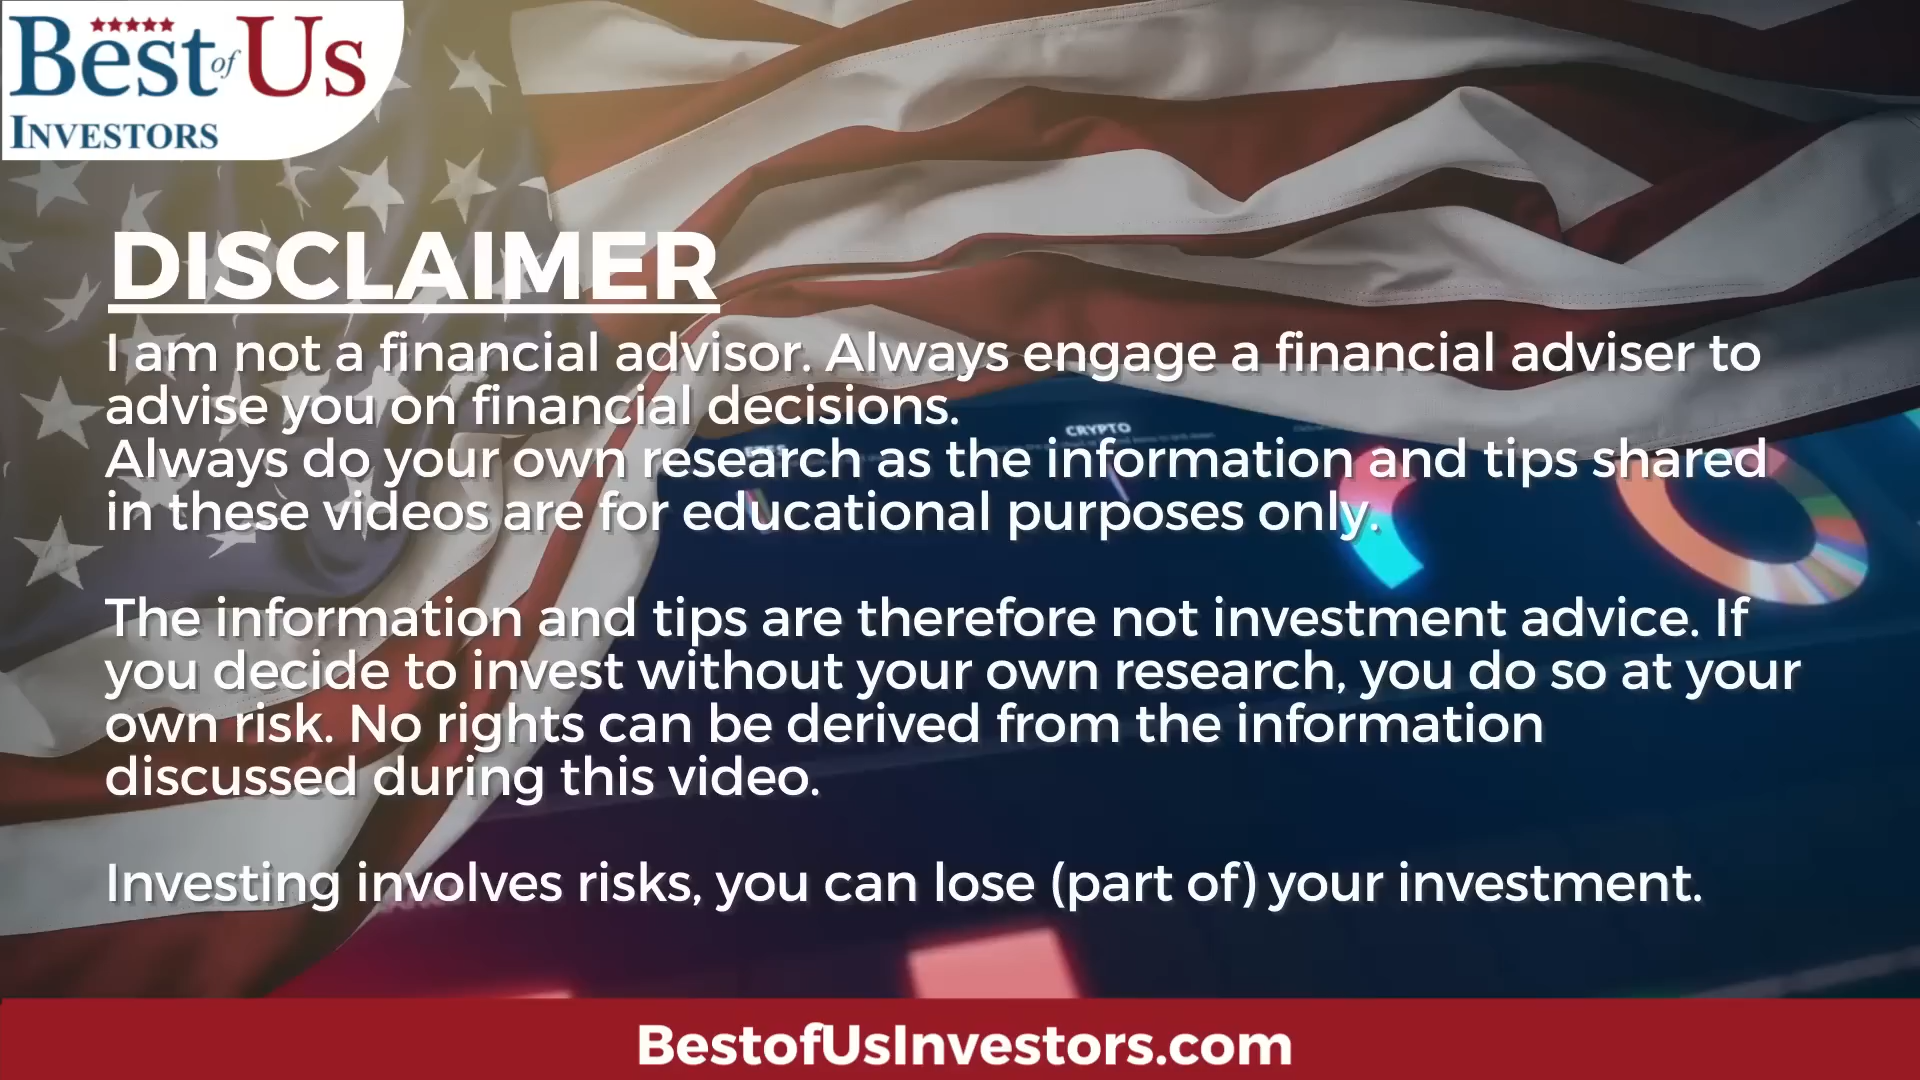 Best of Us
INVESTORS
DISCLAIMER
I am not a financial advisor. Always engage a financial adviser to
advise you on financial decisions.
CRYPTO
Always do your own research as the information and tips shared
in these videos are for educational purposes only.
The information and tips are therefore not investment advice. If
you decide to invest without your own research, you do so at your
own risk. No rights can be derived from the information
discussed during this video.
Investing involves risks, you can lose (part of) your investment.
BestofUsInvestors.com